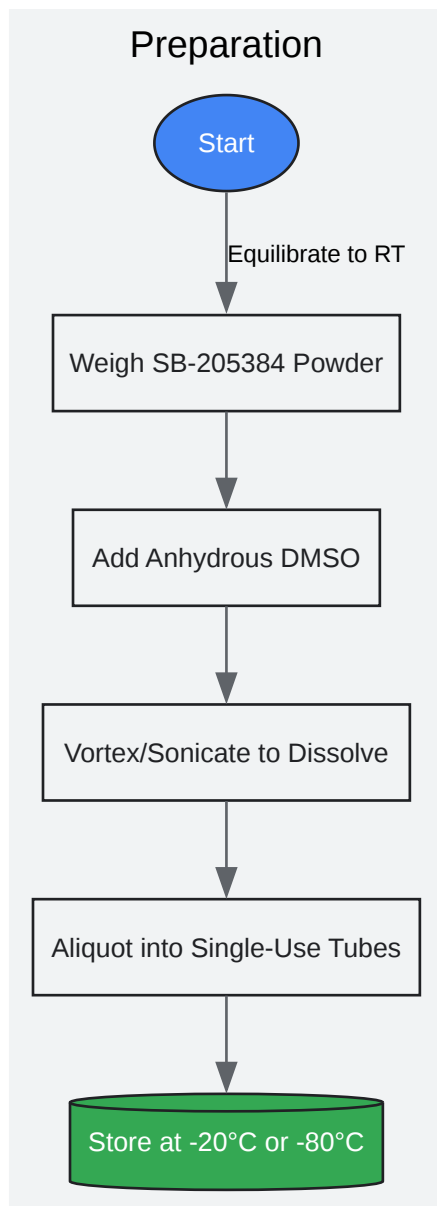 Preparation
Start
Equilibrate to RT
Weigh SB-205384 Powder
Add Anhydrous DMSO
Vortex/Sonicate to Dissolve
Aliquot into Single-Use Tubes
Store at -20°C or -80°C